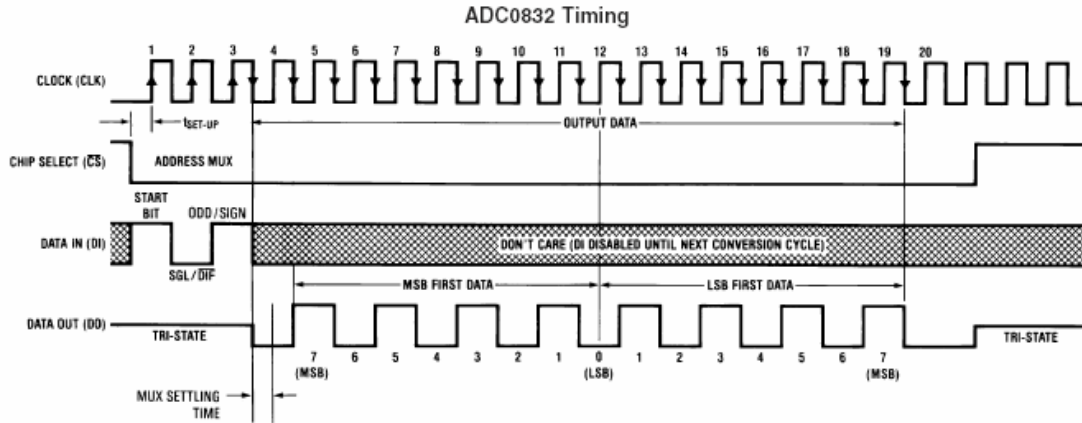 ADC0832 Timing
1 2 3 4 5 6 7 8 9 10 11 12 13 14 15 16 17 18 19 20
CLOCK (CLK)
tSET-UP
OUTPUT DATA
CHIP SELECT (C̅S̅)
ADDRESS MUX
START
BIT
ODD/SIGN
DATA IN (DI)
DON'T CARE (DI DISABLED UNTIL NEXT CONVERSION CYCLE)
SGL/D̅I̅F̅
MSB FIRST DATA
LSB FIRST DATA
DATA OUT (DO)
TRI-STATE
TRI-STATE
7 6 5 4 3 2 1 0 1 2 3 4 5 6 7
(MSB) (LSB) (MSB)
MUX SETTLING
TIME